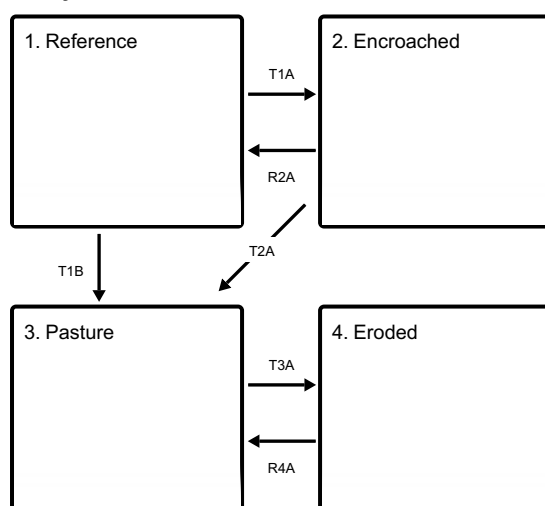 1. Reference
2. Encroached
T1A
R2A
T1B
T2A
3. Pasture
4. Eroded
T3A
R4A